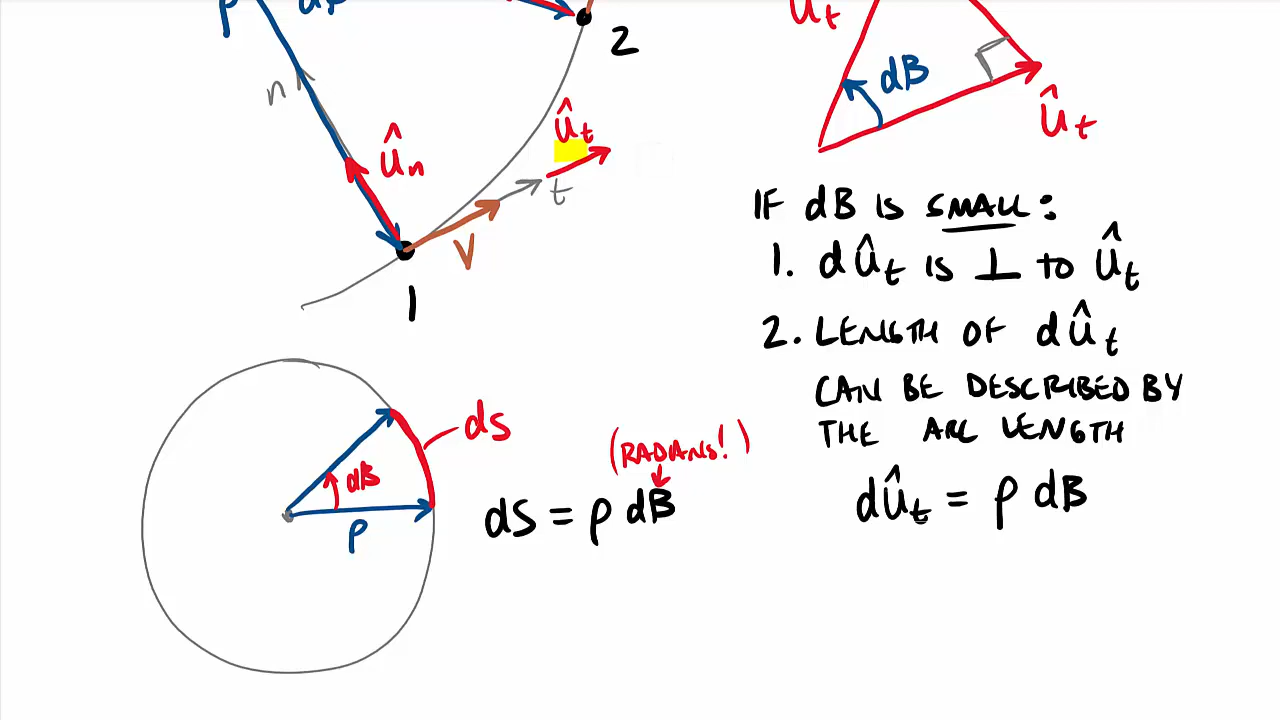 ρ
2
n
û_n
û_t
t
V
1
û_t
dB
û_t
IF dB IS SMALL:
1. dû_t IS ⊥ to û_t
2. LENGTH OF dû_t
CAN BE DESCRIBED BY
THE ARC LENGTH
dû_t = ρ dB
dS
dB
ρ
(RADIANS!)
dS = ρ dB